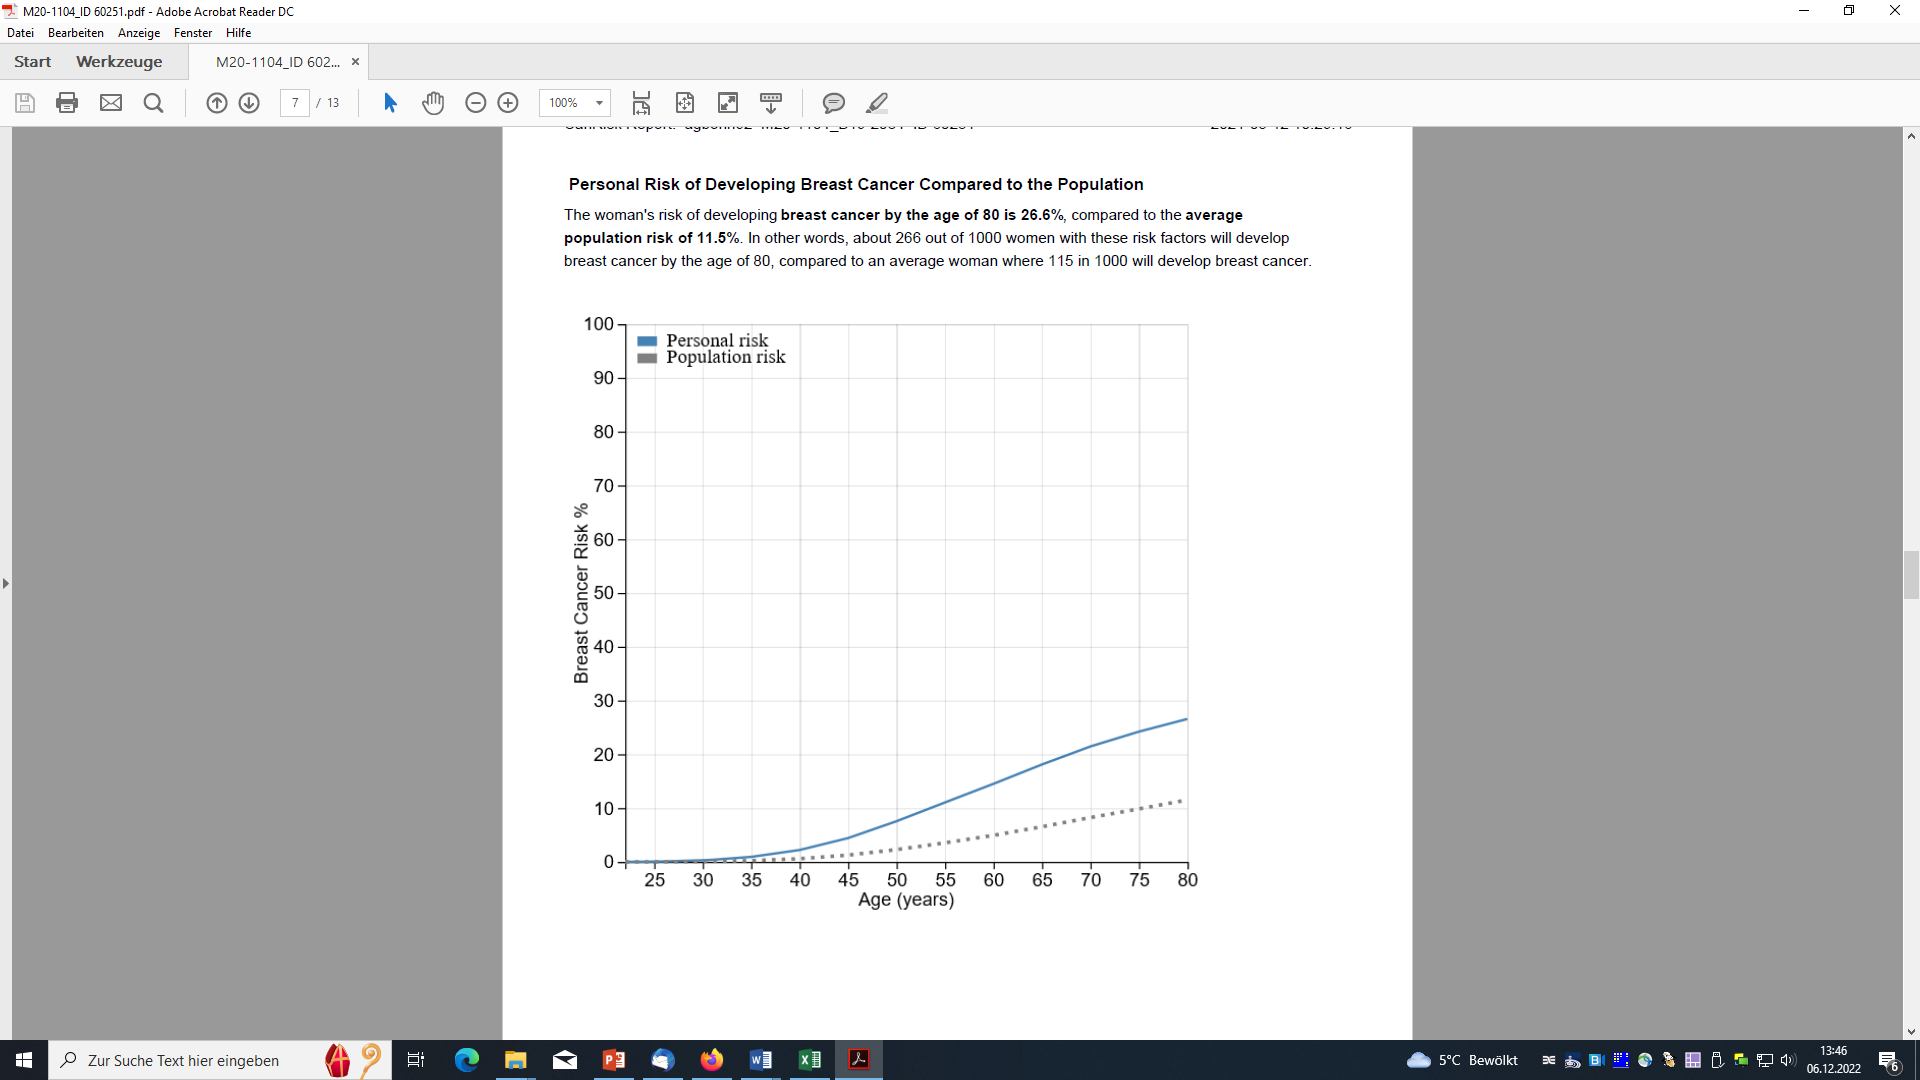 M20-1104_ID 60251.pdf - Adobe Acrobat Reader DC
Datei Bearbeiten Anzeige Fenster Hilfe
Start Werkzeuge M20-1104_ID 602... ×
7 / 13 100%
Personal Risk of Developing Breast Cancer Compared to the Population
The woman's risk of developing breast cancer by the age of 80 is 26.6%, compared to the average
population risk of 11.5%. In other words, about 266 out of 1000 women with these risk factors will develop
breast cancer by the age of 80, compared to an average woman where 115 in 1000 will develop breast cancer.
Personal risk
Population risk
100
90
80
70
60
50
40
30
20
10
0
Breast Cancer Risk %
25 30 35 40 45 50 55 60 65 70 75 80
Age (years)
Zur Suche Text hier eingeben
5°C Bewölkt
13:46
06.12.2022
6